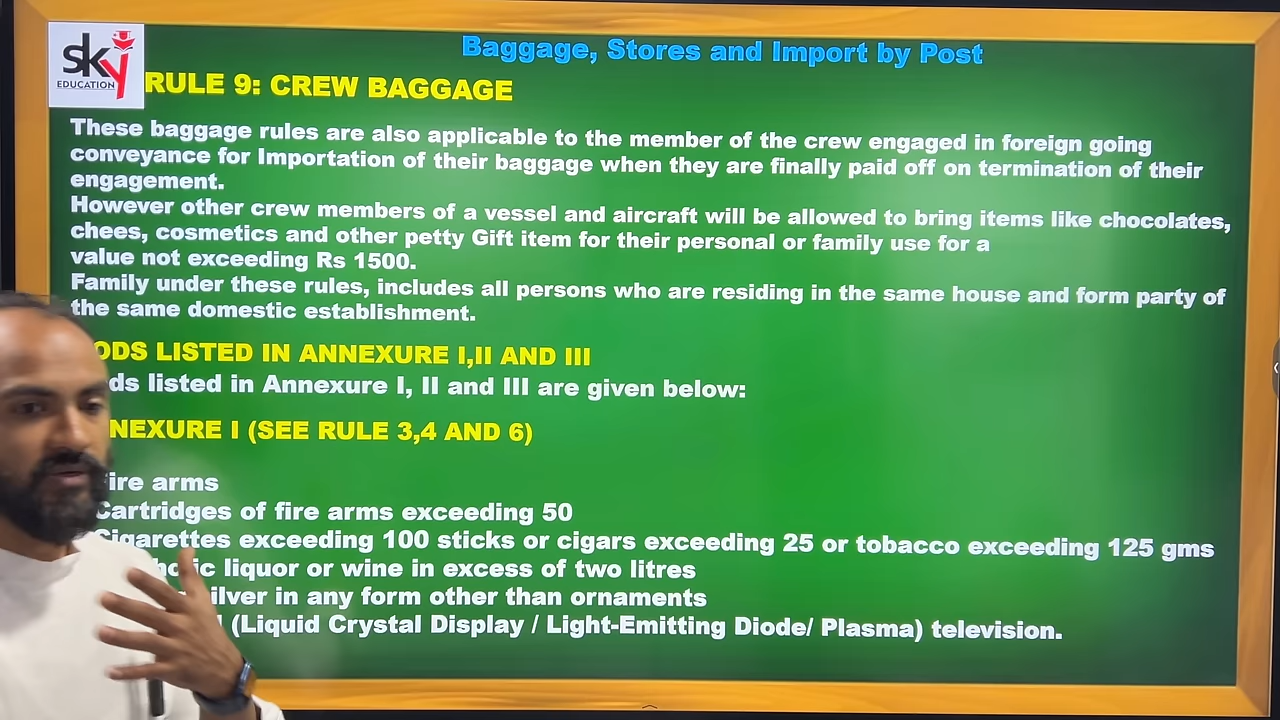 sky
EDUCATION
Baggage, Stores and Import by Post
RULE 9: CREW BAGGAGE
These baggage rules are also applicable to the member of the crew engaged in foreign going
conveyance for Importation of their baggage when they are finally paid off on termination of their
engagement.
However other crew members of a vessel and aircraft will be allowed to bring items like chocolates,
chees, cosmetics and other petty Gift item for their personal or family use for a
value not exceeding Rs 1500.
Family under these rules, includes all persons who are residing in the same house and form party of
the same domestic establishment.
ODS LISTED IN ANNEXURE I,II AND III
ds listed in Annexure I, II and III are given below:
NEXURE I (SEE RULE 3,4 AND 6)
ire arms
Cartridges of fire arms exceeding 50
Cigarettes exceeding 100 sticks or cigars exceeding 25 or tobacco exceeding 125 gms
liquor or wine in excess of two litres
ilver in any form other than ornaments
(Liquid Crystal Display / Light-Emitting Diode/ Plasma) television.